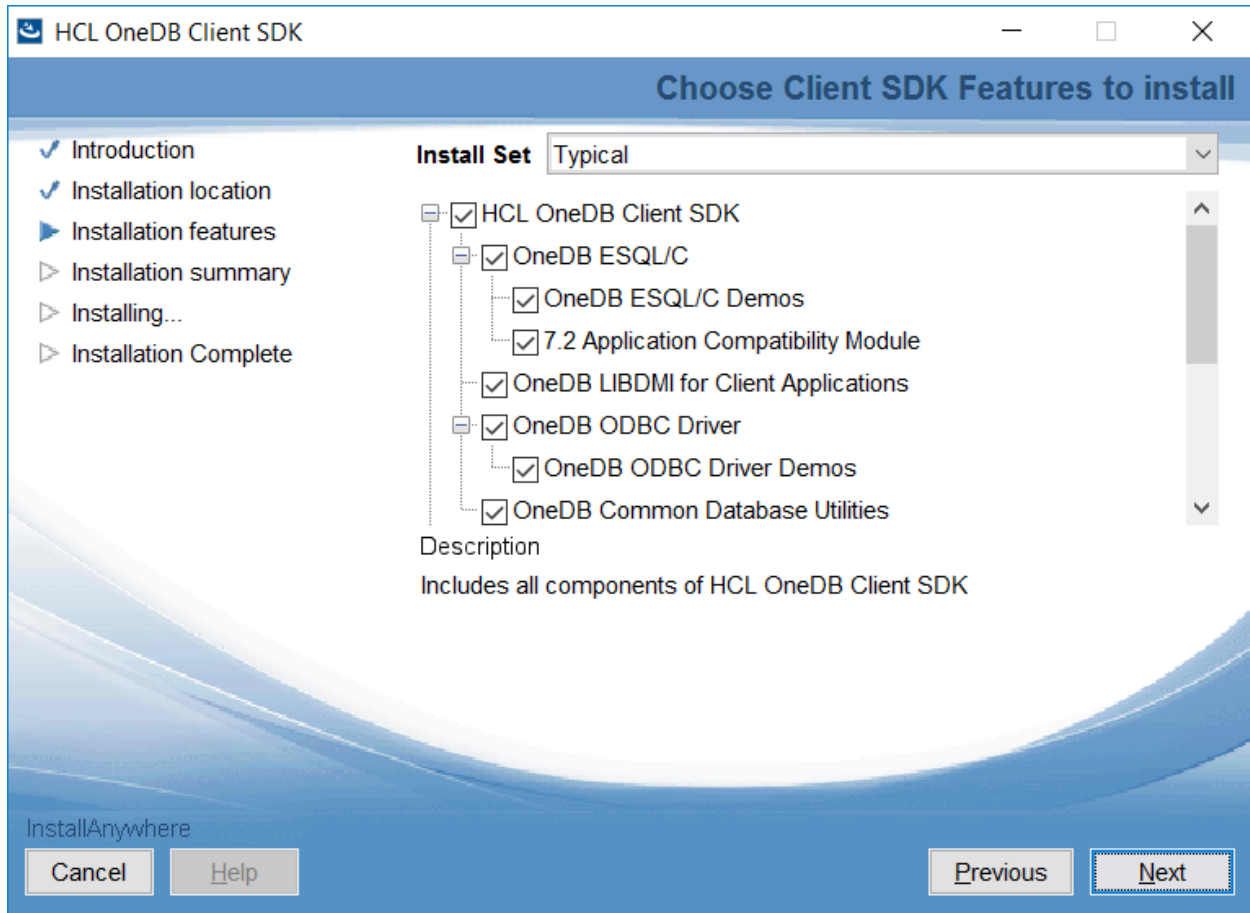 HCL OneDB Client SDK
Choose Client SDK Features to install
Introduction
Installation location
Installation features
Installation summary
Installing...
Installation Complete
Install Set Typical
HCL OneDB Client SDK
OneDB ESQL/C
OneDB ESQL/C Demos
7.2 Application Compatibility Module
OneDB LIBDMI for Client Applications
OneDB ODBC Driver
OneDB ODBC Driver Demos
OneDB Common Database Utilities
Description
Includes all components of HCL OneDB Client SDK
InstallAnywhere
Cancel Help Previous Next